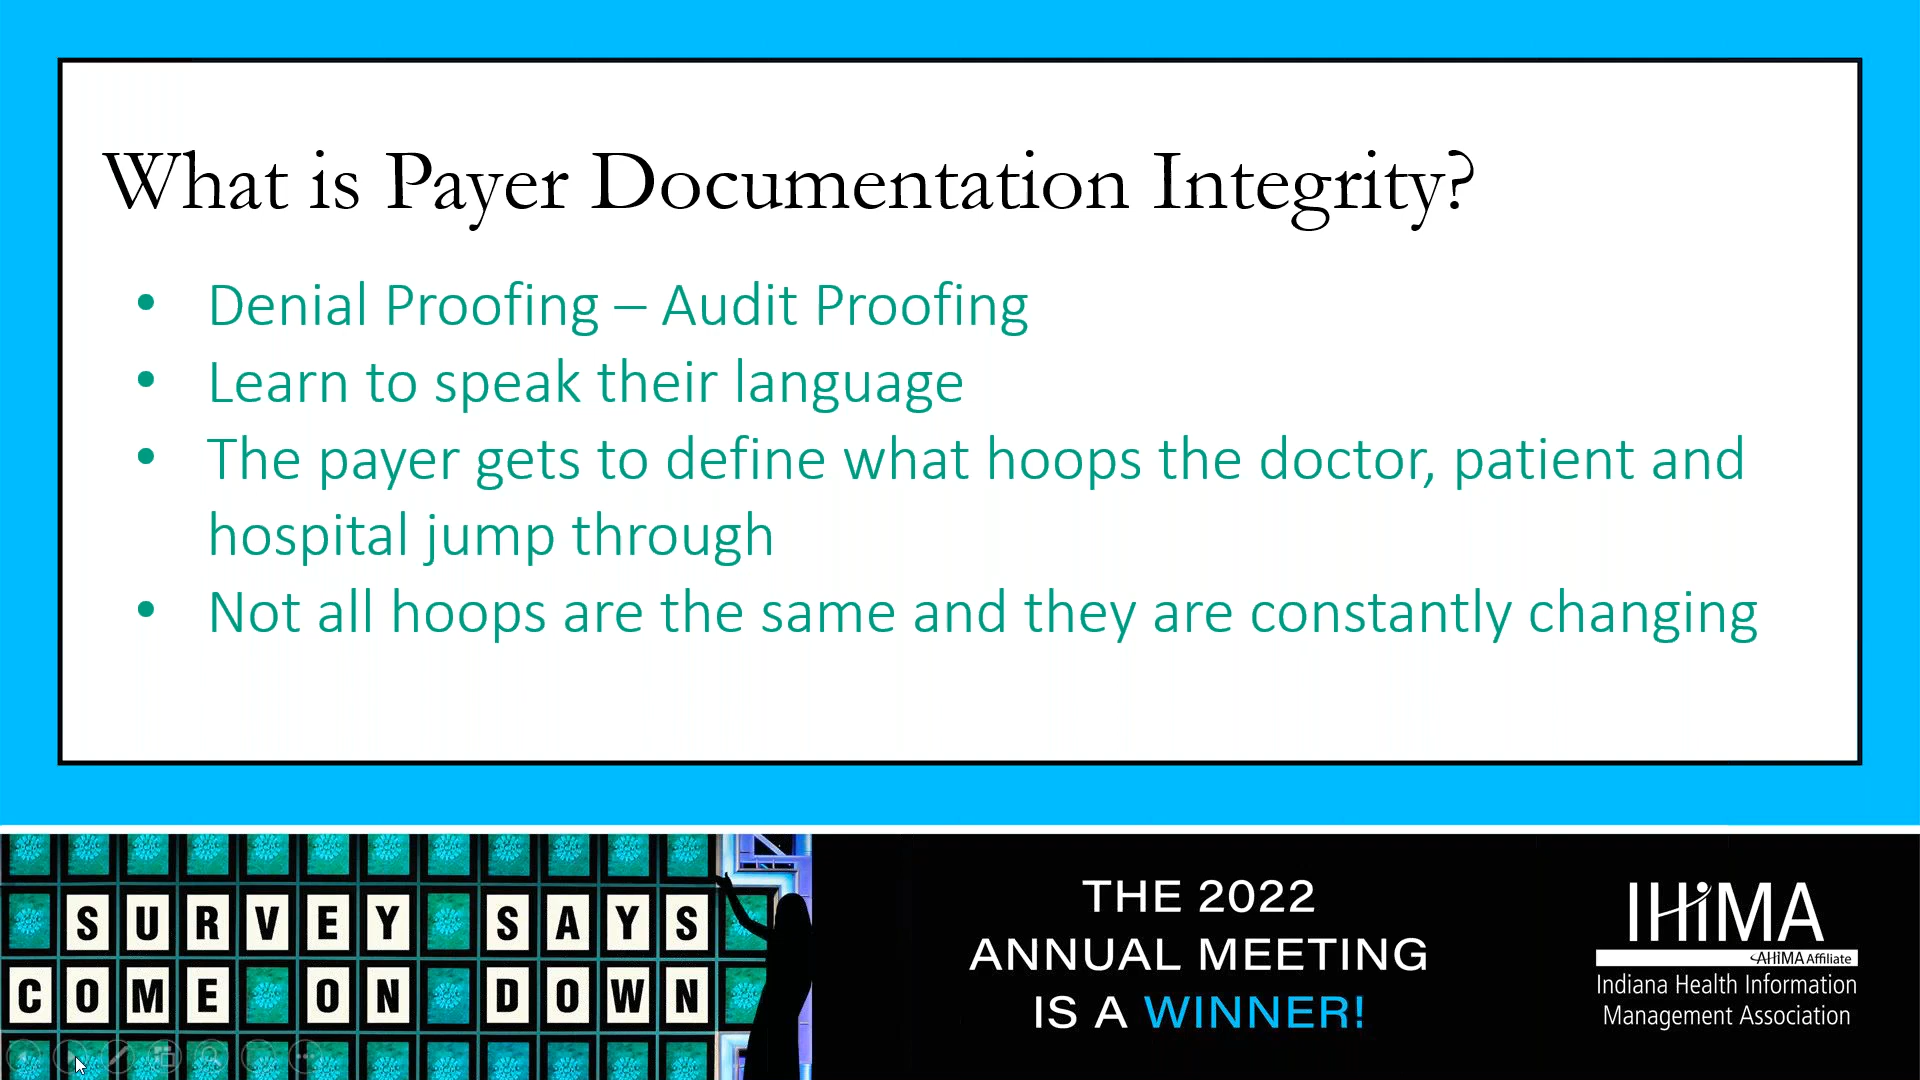 What is Payer Documentation Integrity?
• Denial Proofing – Audit Proofing
• Learn to speak their language
• The payer gets to define what hoops the doctor, patient and
hospital jump through
• Not all hoops are the same and they are constantly changing
SURVEY SAYS
COME ON DOWN
THE 2022
ANNUAL MEETING
IS A WINNER!
IHIMA
AHIMA Affiliate
Indiana Health Information
Management Association